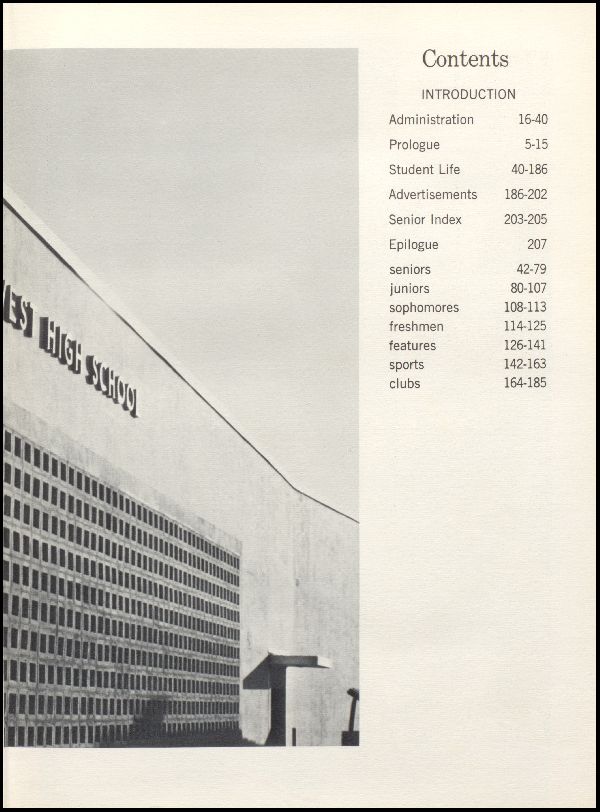 WEST HIGH SCHOOL
Contents
INTRODUCTION
Administration 16-40
Prologue 5-15
Student Life 40-186
Advertisements 186-202
Senior Index 203-205
Epilogue 207
seniors 42-79
juniors 80-107
sophomores 108-113
freshmen 114-125
features 126-141
sports 142-163
clubs 164-185